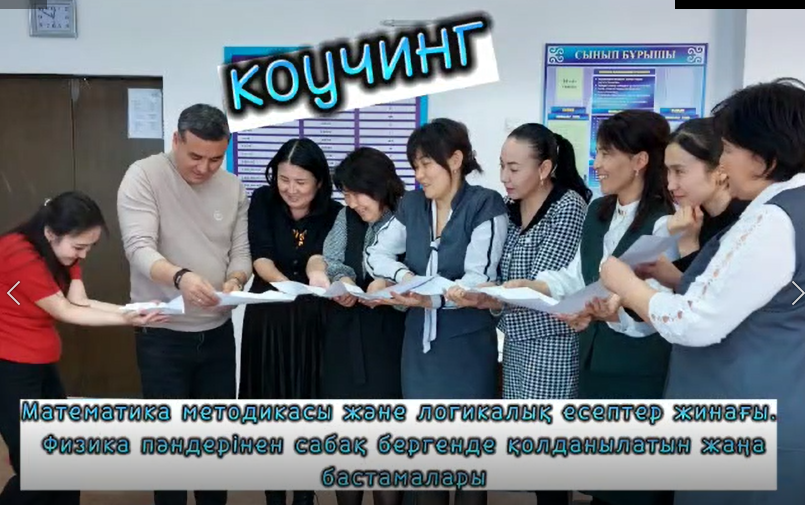 коучинг
СЫНЫП БҰРЫШЫ
Математика методикасы және логикалық есептер жинағы.
Физика пәндерінен сабақ бергенде қолданылатын жаңа
бастамалары